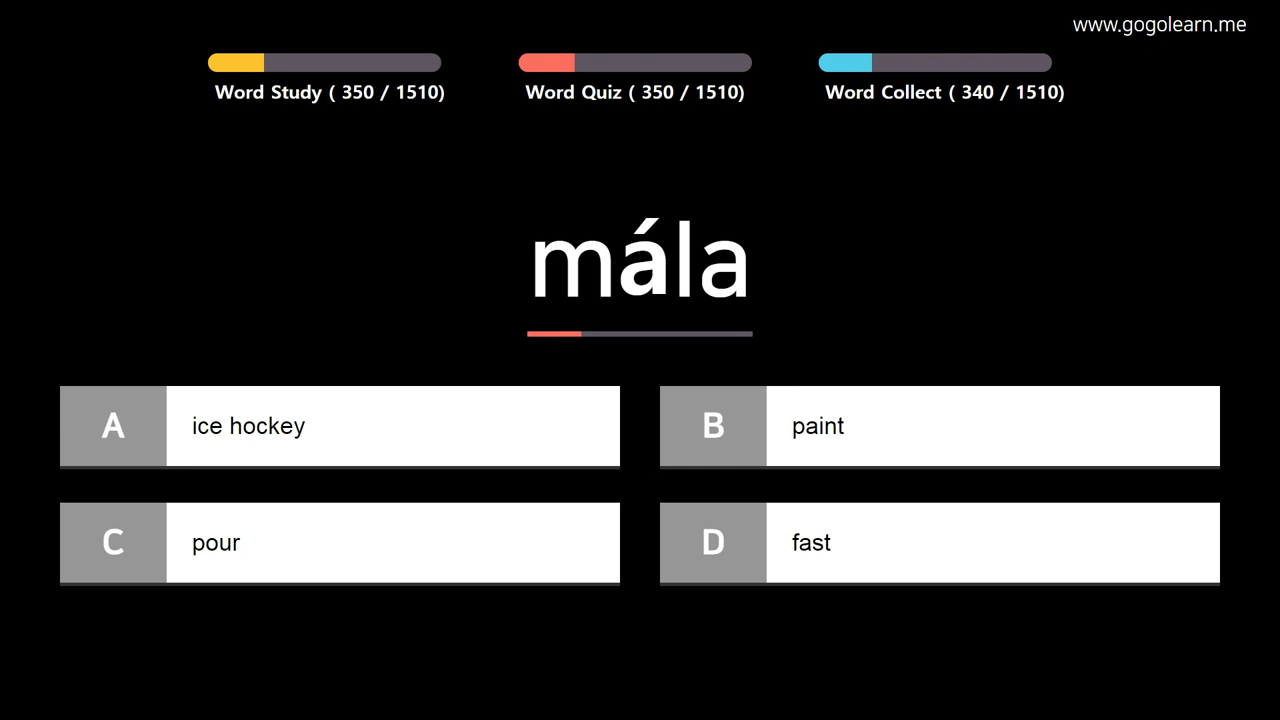 www.gogolearn.me
Word Study ( 350 / 1510)
Word Quiz ( 350 / 1510)
Word Collect ( 340 / 1510)
mála
A
ice hockey
B
paint
C
pour
D
fast